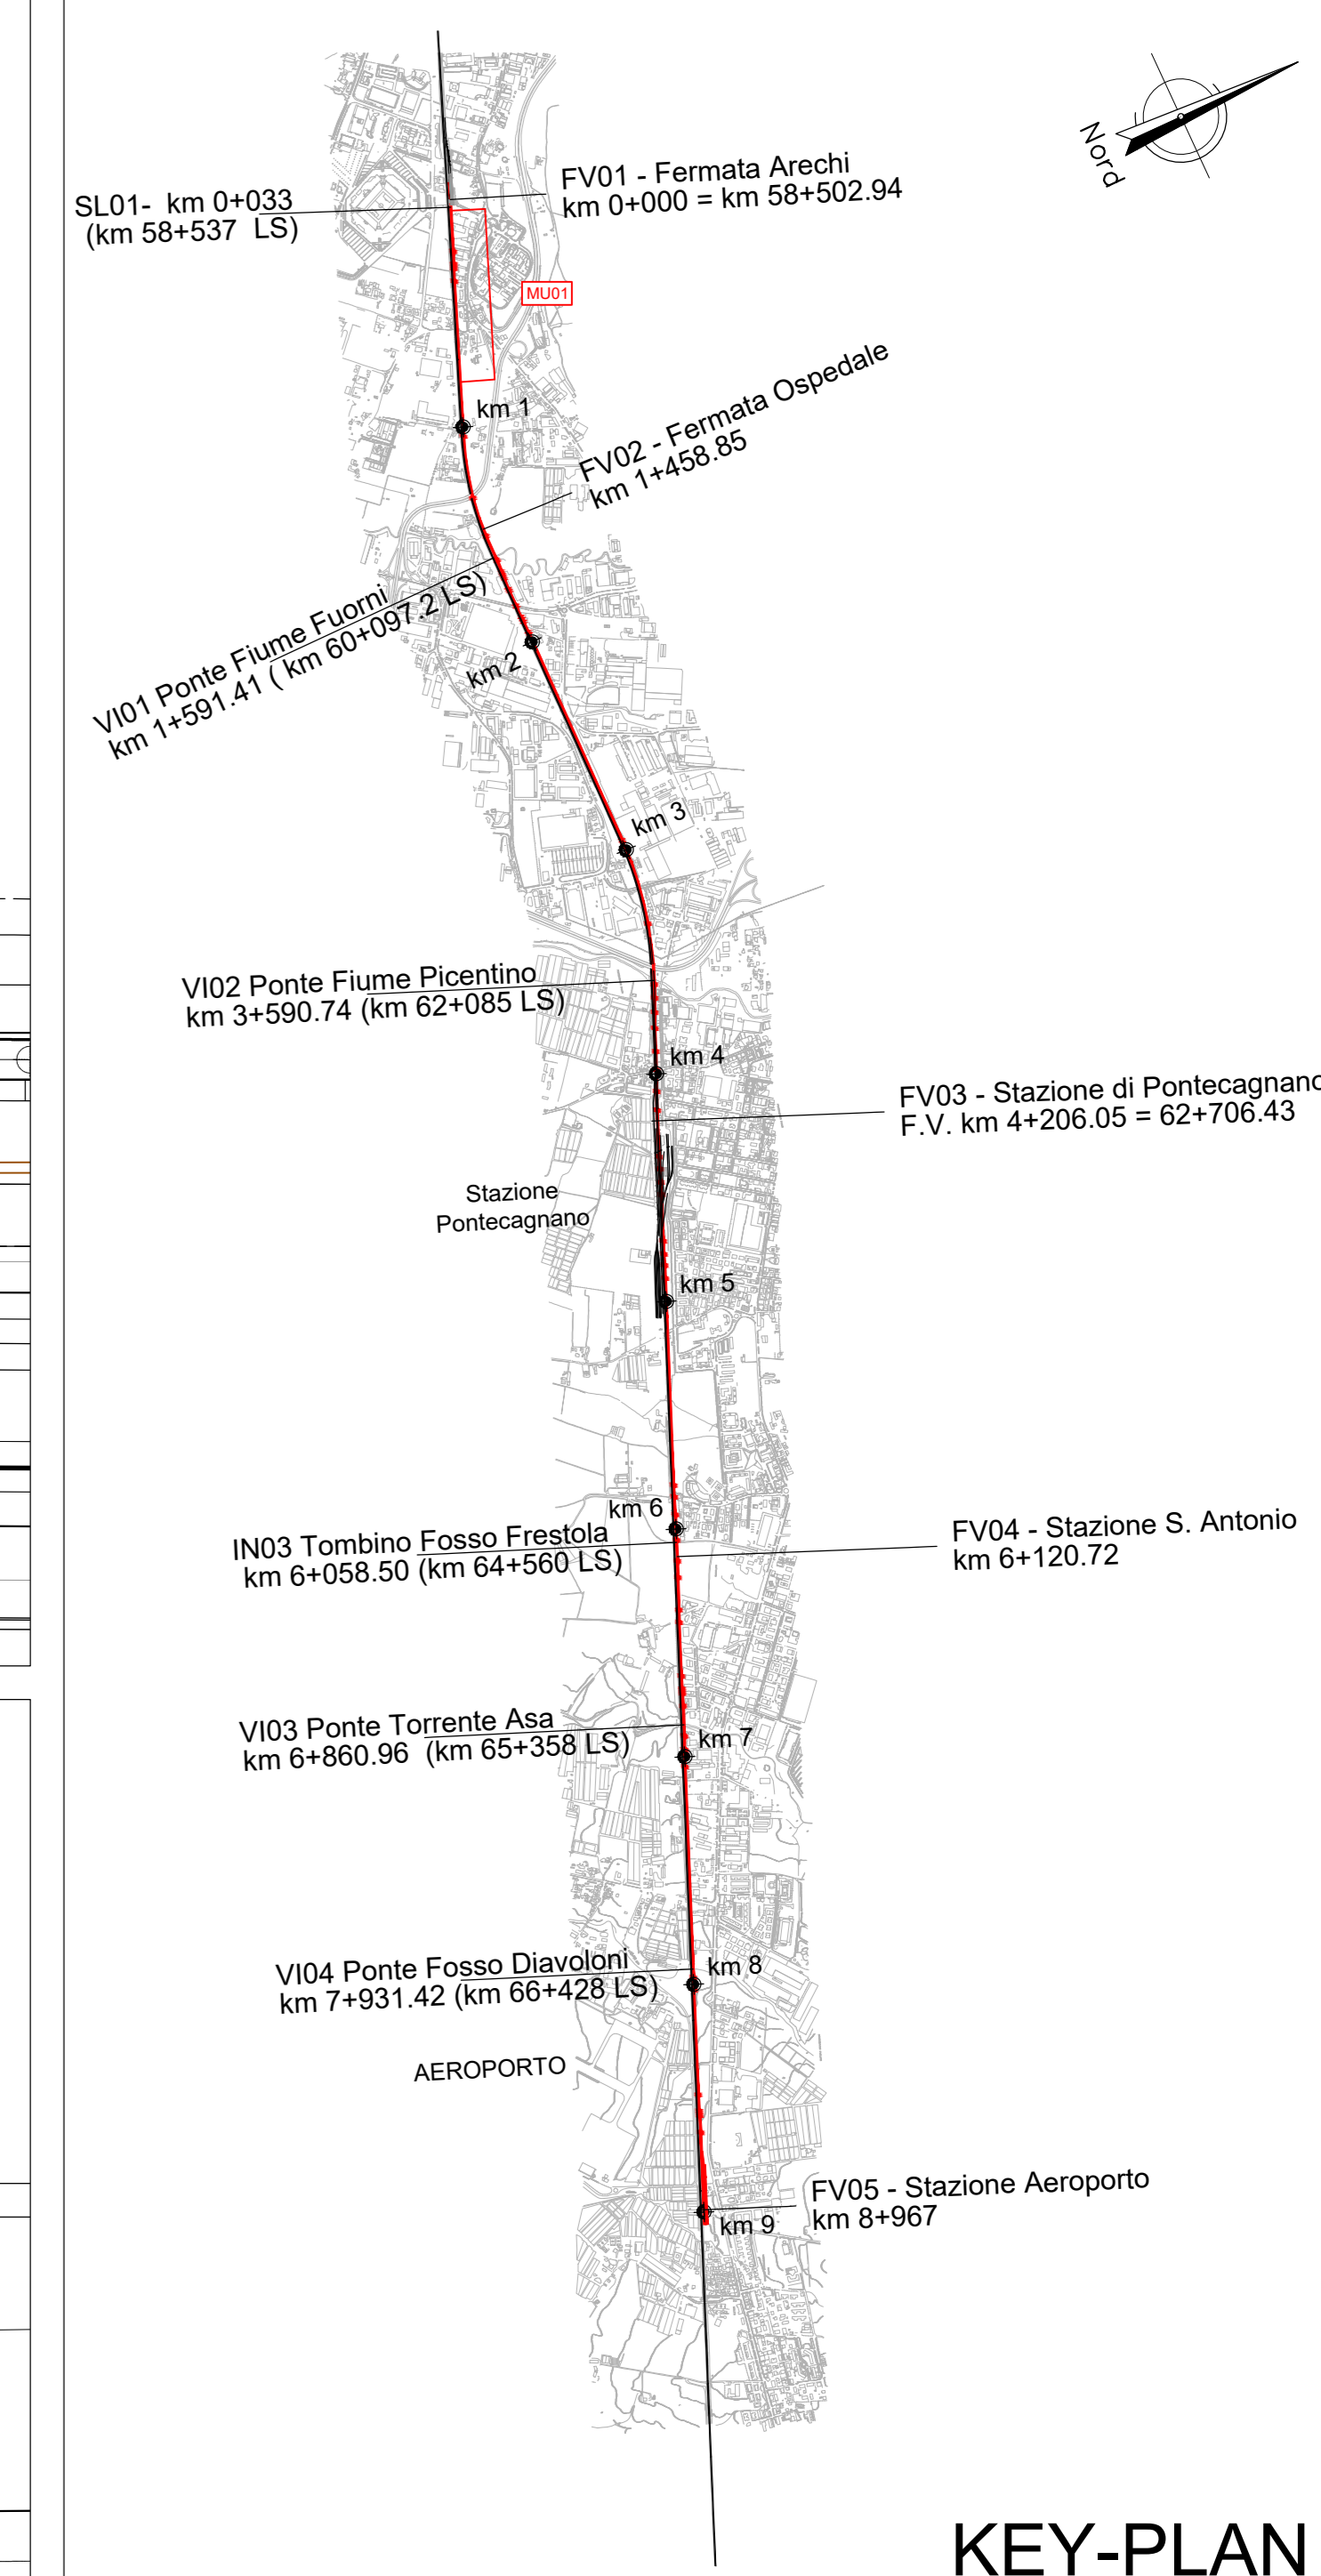 Nord
FV01 - Fermata Arechi
km 0+000 = km 58+502.94
SL01- km 0+033
(km 58+537 LS)
MU01
km 1
FV02 - Fermata Ospedale
km 1+458.85
VI01 Ponte Fiume Fuorni
km 1+591.41 ( km 60+097.2 LS)
km 2
km 3
VI02 Ponte Fiume Picentino
km 3+590.74 (km 62+085 LS)
km 4
FV03 - Stazione di Pontecagnano
F.V. km 4+206.05 = 62+706.43
Stazione
Pontecagnano
km 5
km 6
IN03 Tombino Fosso Frestola
km 6+058.50 (km 64+560 LS)
FV04 - Stazione S. Antonio
km 6+120.72
VI03 Ponte Torrente Asa
km 6+860.96 (km 65+358 LS)
km 7
VI04 Ponte Fosso Diavoloni
km 7+931.42 (km 66+428 LS)
km 8
AEROPORTO
FV05 - Stazione Aeroporto
km 8+967
km 9
KEY-PLAN